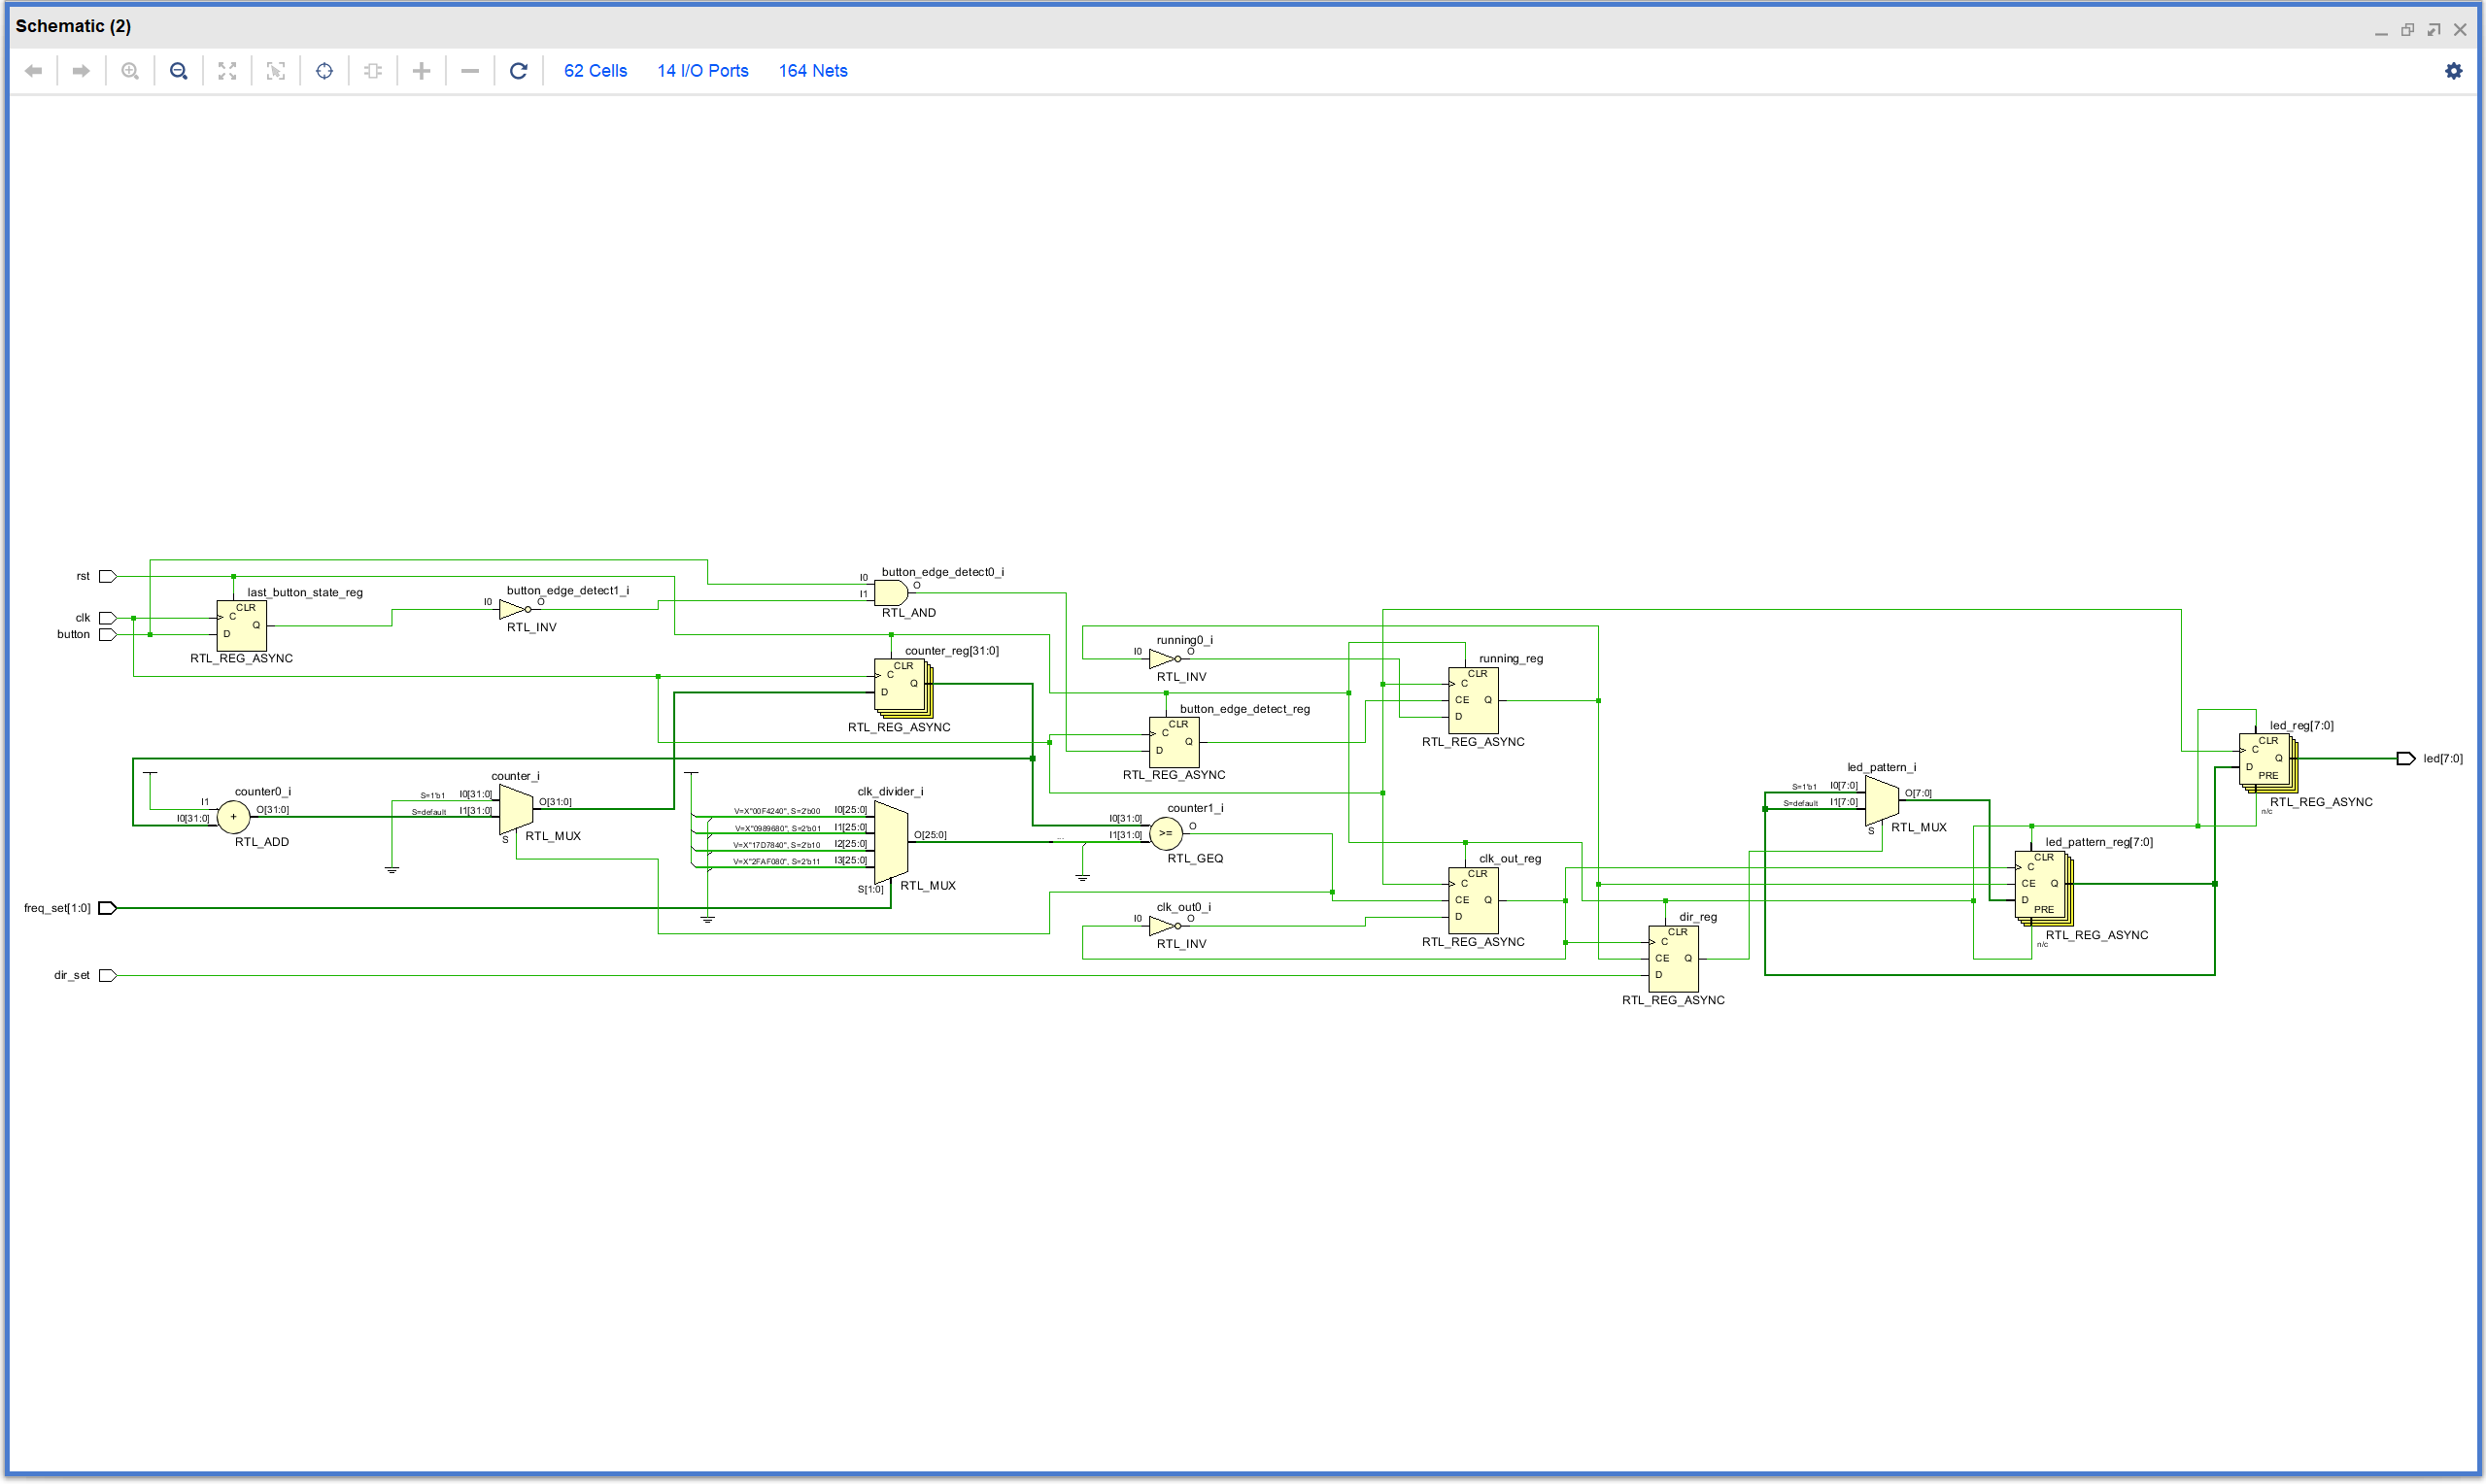 Schematic (2)
62 Cells 14 I/O Ports 164 Nets
rst
clk
button
last_button_state_reg
CLR
C
Q
D
RTL_REG_ASYNC
button_edge_detect1_i
I0 O
RTL_INV
button_edge_detect0_i
I0
O
I1
RTL_AND
counter_reg[31:0]
CLR
C
Q
D
RTL_REG_ASYNC
counter0_i
I1
O[31:0]
I0[31:0]
+
RTL_ADD
counter_i
S=1'b1 I0[31:0]
O[31:0]
S=default I1[31:0]
S
RTL_MUX
clk_divider_i
V=X"00F4240", S=2'b00 I0[25:0]
V=X"0989680", S=2'b01 I1[25:0]
O[25:0]
V=X"17D7840", S=2'b10 I2[25:0]
V=X"2FAF080", S=2'b11 I3[25:0]
S[1:0]
RTL_MUX
freq_set[1:0]
dir_set
running0_i
I0 O
RTL_INV
button_edge_detect_reg
CLR
C
Q
D
RTL_REG_ASYNC
counter1_i
I0[31:0]
O
...
I1[31:0]
>=
RTL_GEQ
clk_out0_i
I0 O
RTL_INV
running_reg
CLR
C
CE Q
D
RTL_REG_ASYNC
clk_out_reg
CLR
C
CE Q
D
RTL_REG_ASYNC
dir_reg
CLR
C
CE Q
D
RTL_REG_ASYNC
led_pattern_i
S=1'b1 I0[7:0]
O[7:0]
S=default I1[7:0]
S
RTL_MUX
led_pattern_reg[7:0]
CLR
C
CE Q
D
PRE
RTL_REG_ASYNC
n/c
led_reg[7:0]
CLR
C
Q
D
PRE
RTL_REG_ASYNC
n/c
led[7:0]